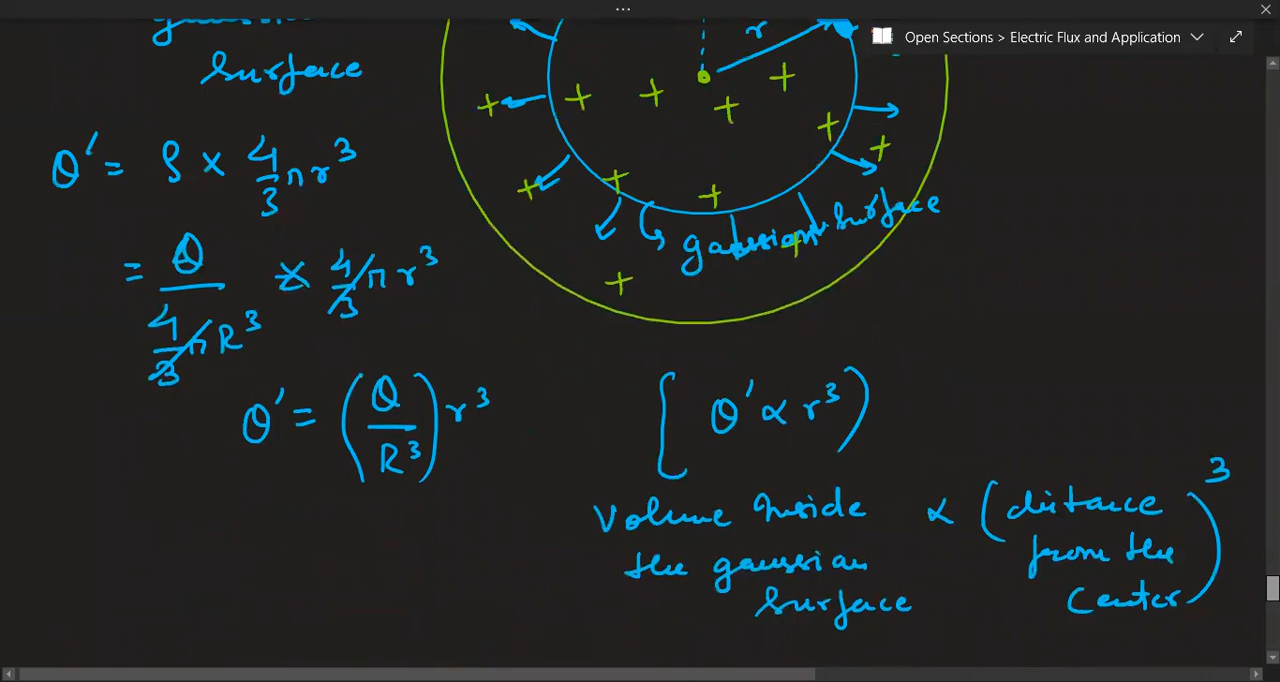 Open Sections > Electric Flux and Application
gaussian
surface
r
Q' = ρ × 4/3 πr³
gaussian surface
= Q / (4/3 πR³) × 4/3 πr³
Q' = (Q/R³) r³
[Q' ∝ r³)
Volume inside the gaussian surface ∝ (distance from the center)³